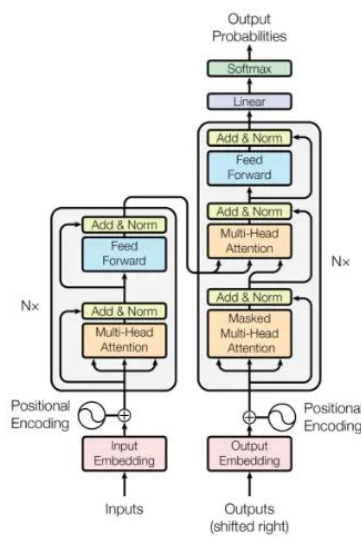 Output
Probabilities
Softmax
Linear
Add & Norm
Feed
Forward
Add & Norm
Multi-Head
Attention
Add & Norm
Masked
Multi-Head
Attention
N×
Add & Norm
Feed
Forward
Add & Norm
Multi-Head
Attention
N×
Positional
Encoding
Positional
Encoding
Input
Embedding
Output
Embedding
Inputs
Outputs
(shifted right)